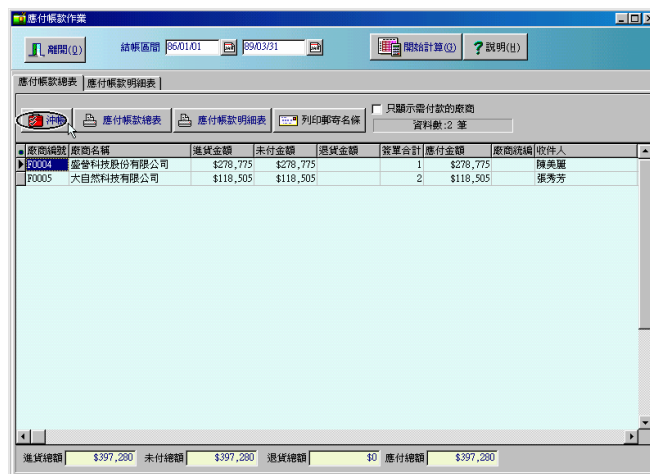 應付帳款作業
離開(Q) 結帳區間 86/01/01 89/03/31 開始計算(G) ?說明(H)
應付帳款總表 應付帳款明細表
沖帳 應付帳款總表 應付帳款明細表 列印郵寄名條 只顯示需付款的廠商
資料數:2 筆
廠商編號 廠商名稱 進貨金額 未付金額 退貨金額 簽單合計 應付金額 廠商統編 收件人
F0004 盛譽科技股份有限公司 $278,775 $278,775 1 $278,775 陳美麗
F0005 大自然科技有限公司 $118,505 $118,505 2 $118,505 張秀芳
進貨總額 $397,280 未付總額 $397,280 退貨總額 $0 應付總額 $397,280